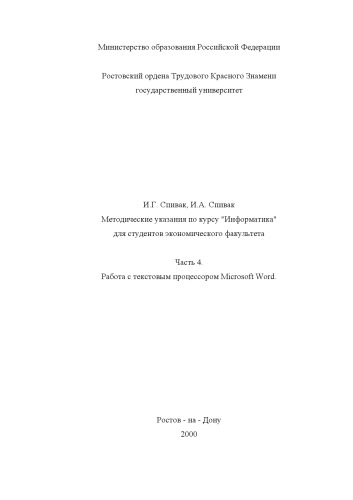 Министерство образования Российской Федерации
Ростовский ордена Трудового Красного Знамени
государственный университет
И.Г. Спивак, И.А. Спивак
Методические указания по курсу "Информатика"
для студентов экономического факультета
Часть 4.
Работа с текстовым процессором Microsoft Word.
Ростов - на - Дону
2000